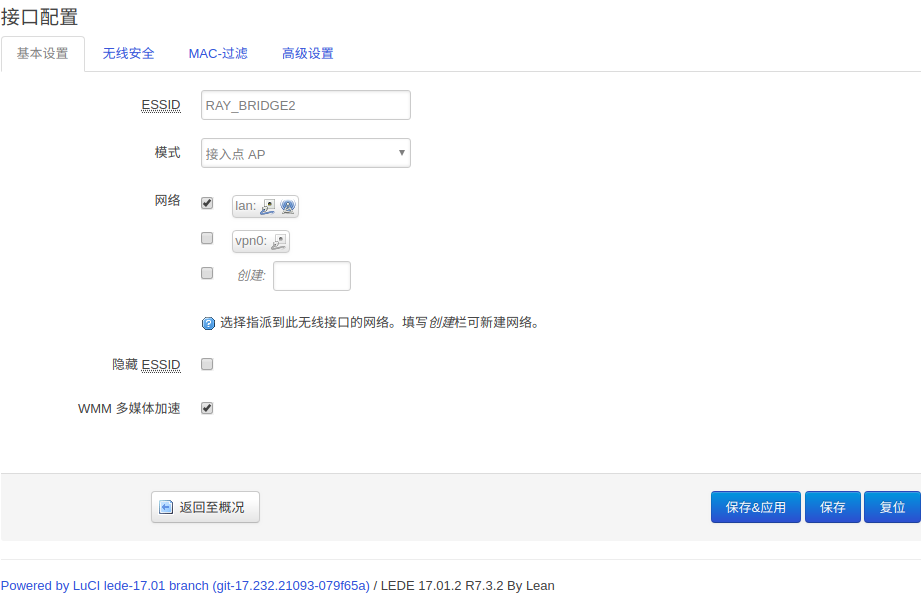 接口配置
基本设置 无线安全 MAC-过滤 高级设置
ESSID RAY_BRIDGE2
模式 接入点 AP
网络 lan:
vpn0:
创建:
选择指派到此无线接口的网络。填写创建栏可新建网络。
隐藏 ESSID
WMM 多媒体加速
返回至概况 保存&应用 保存 复位
Powered by LuCI lede-17.01 branch (git-17.232.21093-079f65a) / LEDE 17.01.2 R7.3.2 By Lean